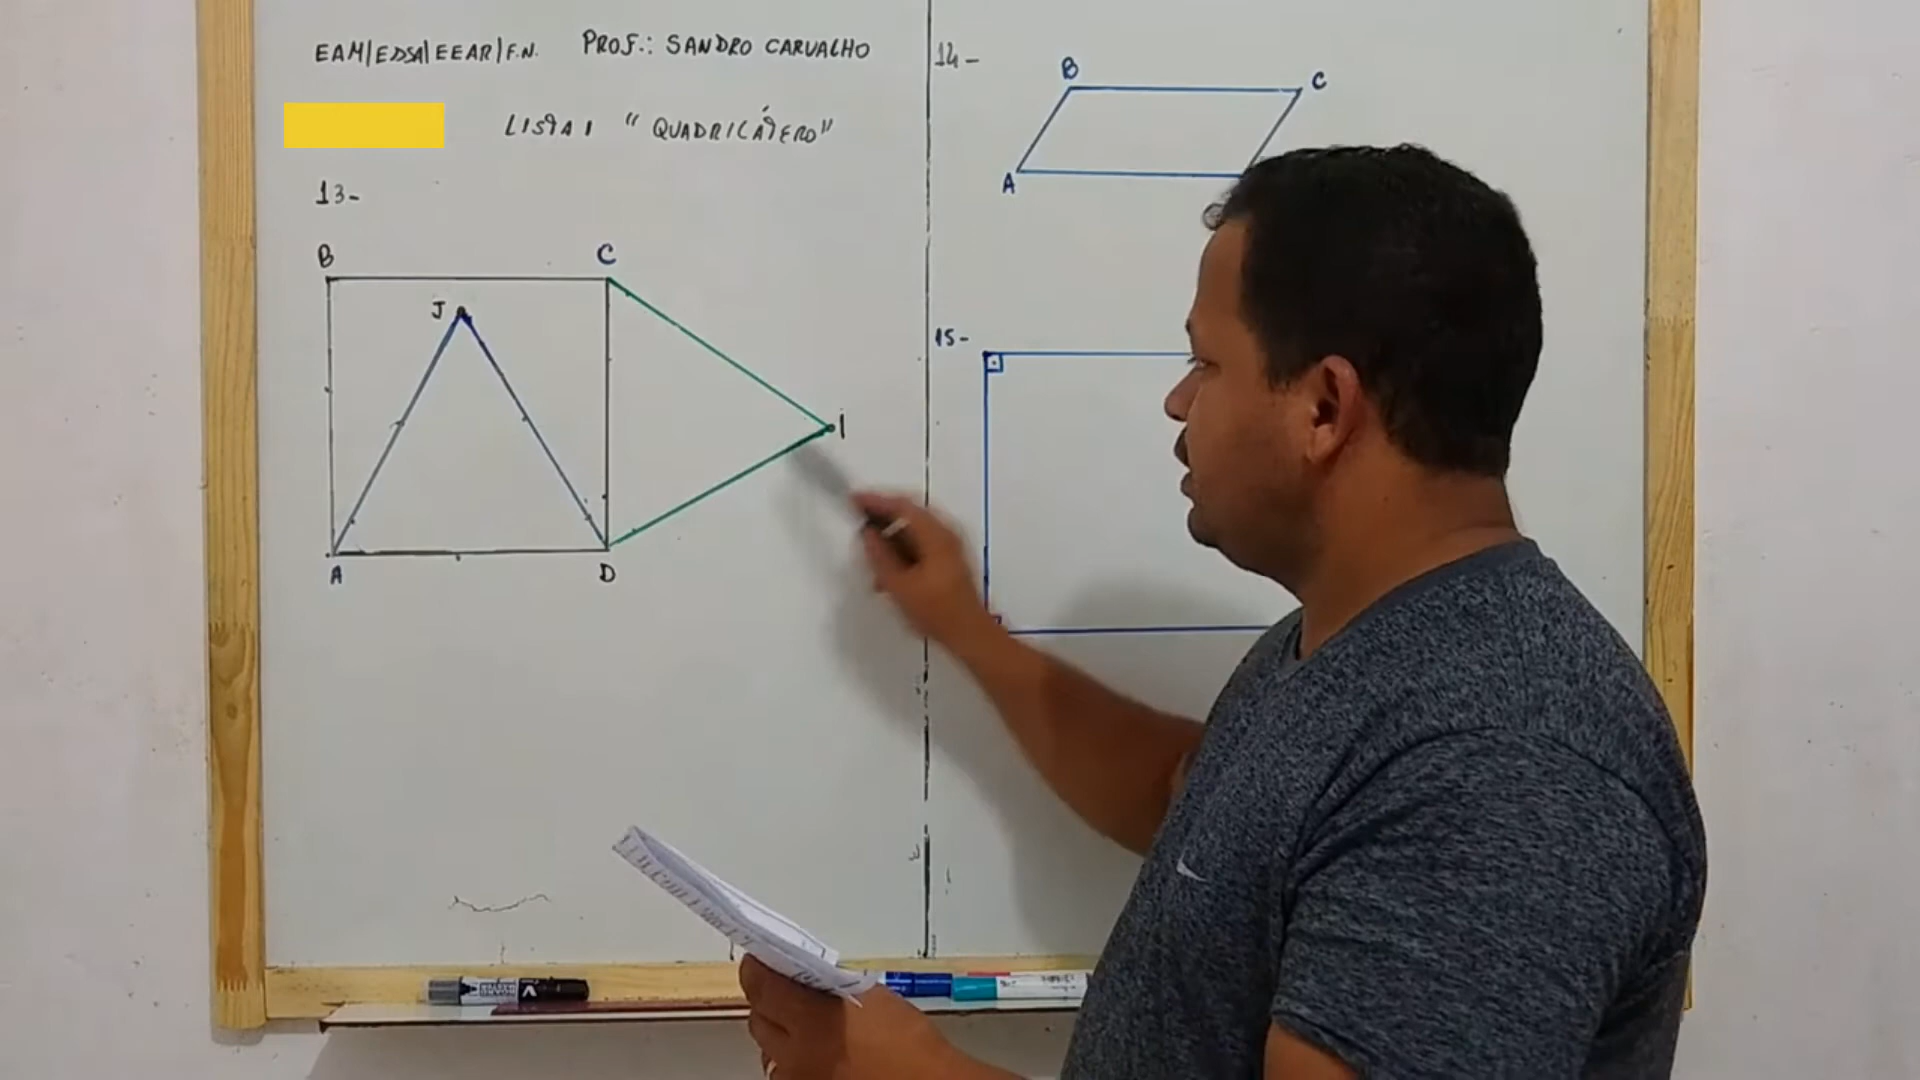 EAM/EDSA/EEAR/F.N. PROF.: SANDRO CARVALHO
LISTA 1 "QUADRILÁTERO"
13-
B
C
J
I
A
D
14-
B
C
A
15-